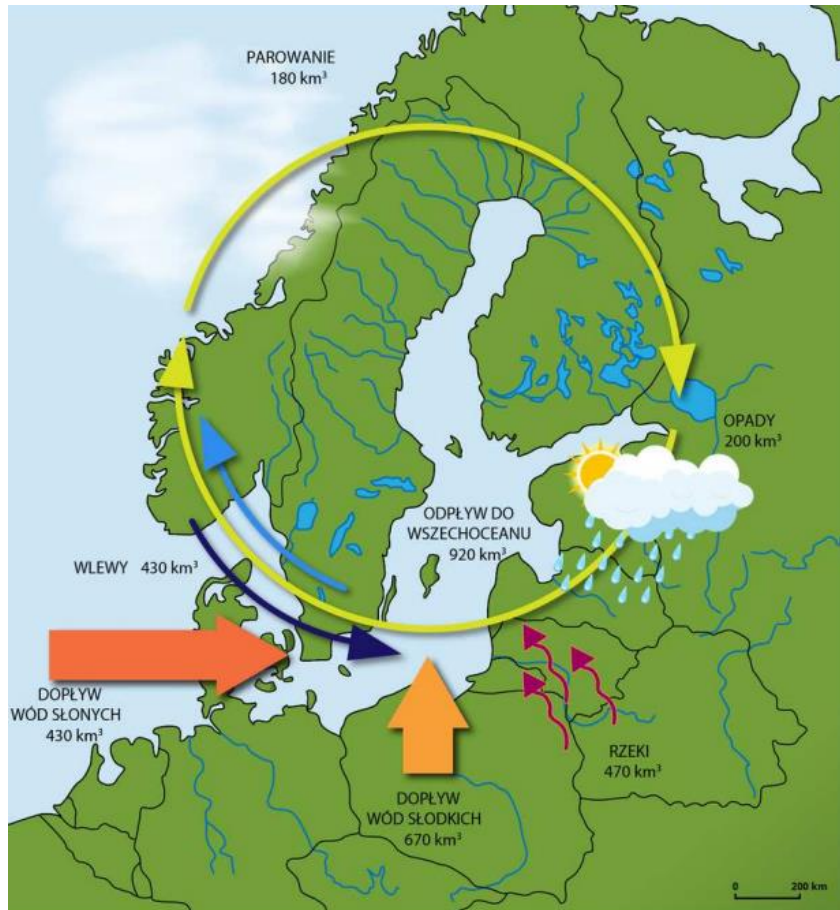 PAROWANIE
180 km³
OPADY
200 km³
ODPŁYW DO
WSZECHOCEANU
920 km³
WLEWY 430 km³
DOPŁYW
WÓD SŁONYCH
430 km³
RZEKI
470 km³
DOPŁYW
WÓD SŁODKICH
670 km³
0 200 km